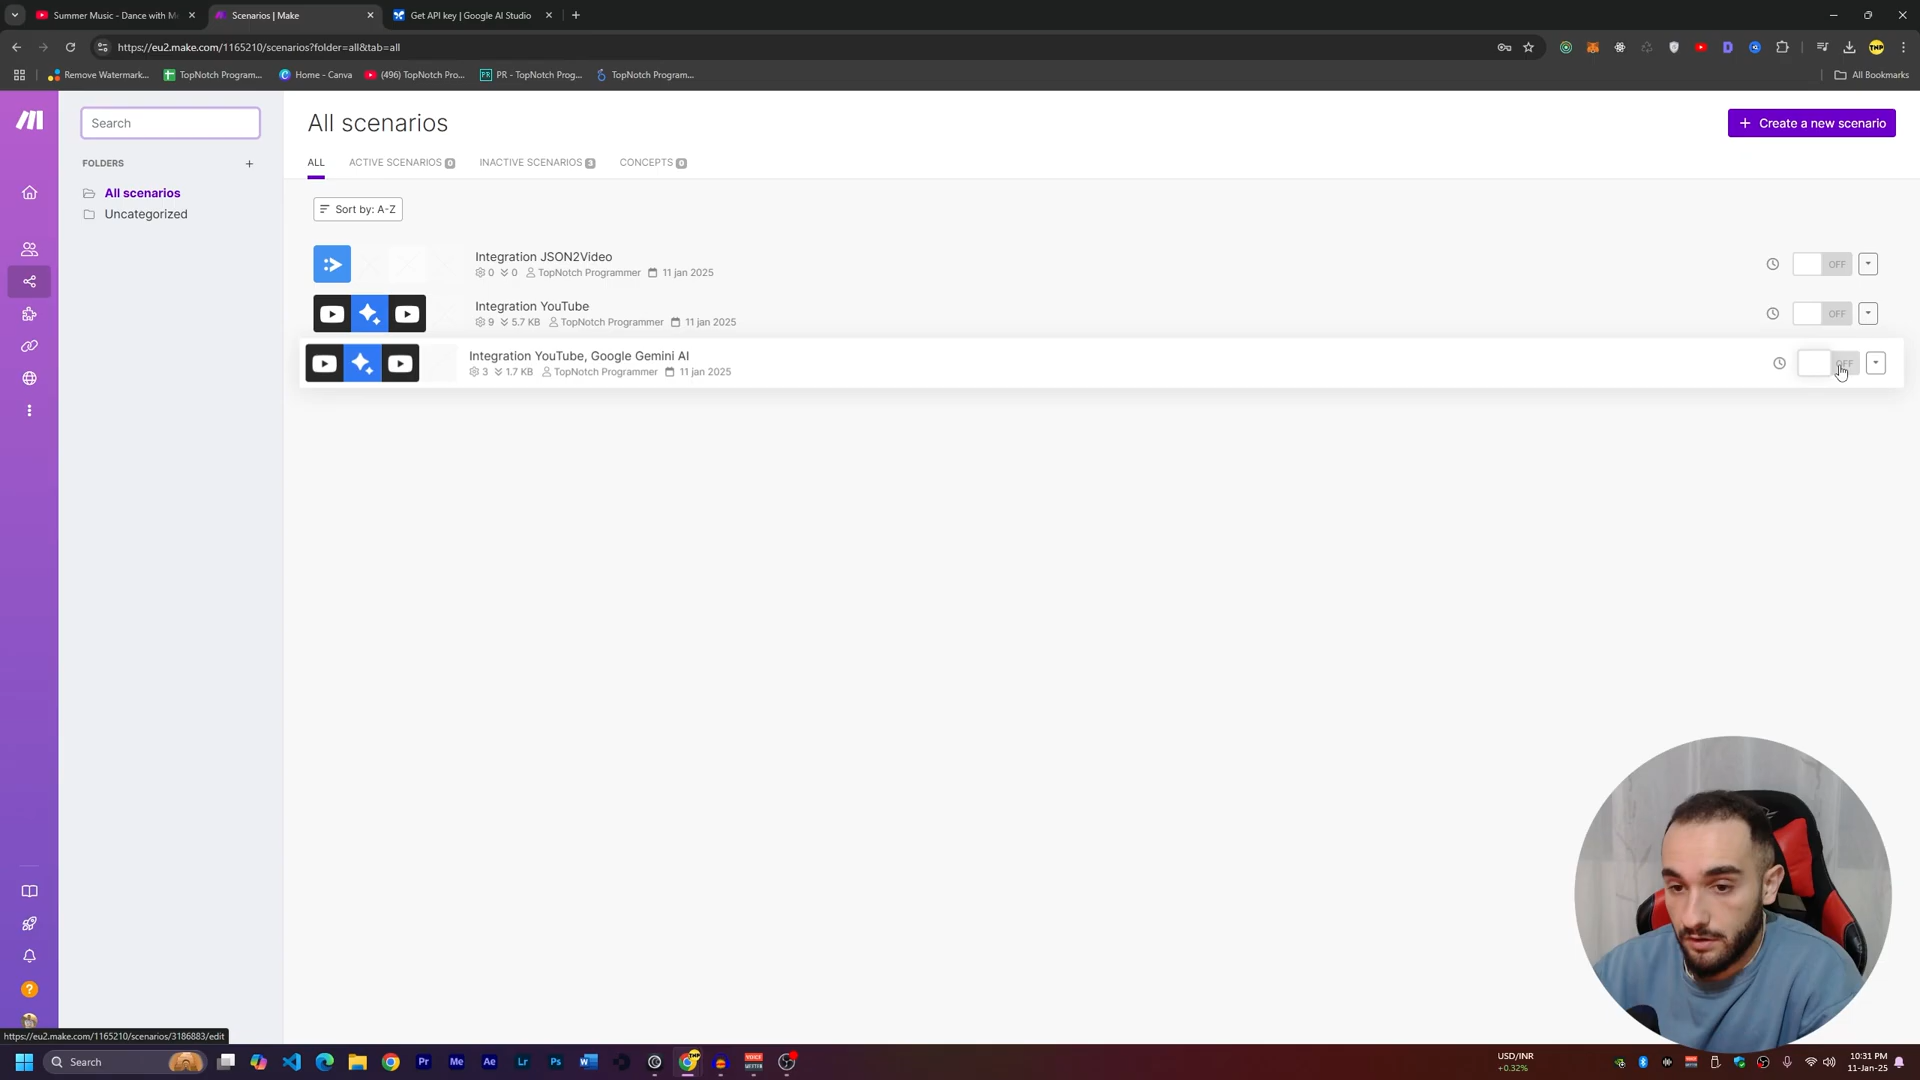 Summer Music - Dance with M
Scenarios | Make
Get API key | Google AI Studio
https://eu2.make.com/1165210/scenarios?folder=all&tab=all
Remove Watermark...
TopNotch Program...
Home - Canva
(496) TopNotch Pro...
PR - TopNotch Prog...
TopNotch Program...
All Bookmarks
Search
FOLDERS
All scenarios
Uncategorized
All scenarios
Create a new scenario
ALL
ACTIVE SCENARIOS 0
INACTIVE SCENARIOS 3
CONCEPTS 0
Sort by: A-Z
Integration JSON2Video
0 0 TopNotch Programmer 11 jan 2025
OFF
Integration YouTube
9 5.7 KB TopNotch Programmer 11 jan 2025
OFF
Integration YouTube, Google Gemini AI
3 1.7 KB TopNotch Programmer 11 jan 2025
OFF
https://eu2.make.com/1165210/scenarios/3186883/edit
Search
Pr
Me
Ae
Lr
Ps
TMP
USD/INR
+0.32%
10:31 PM
11-Jan-25